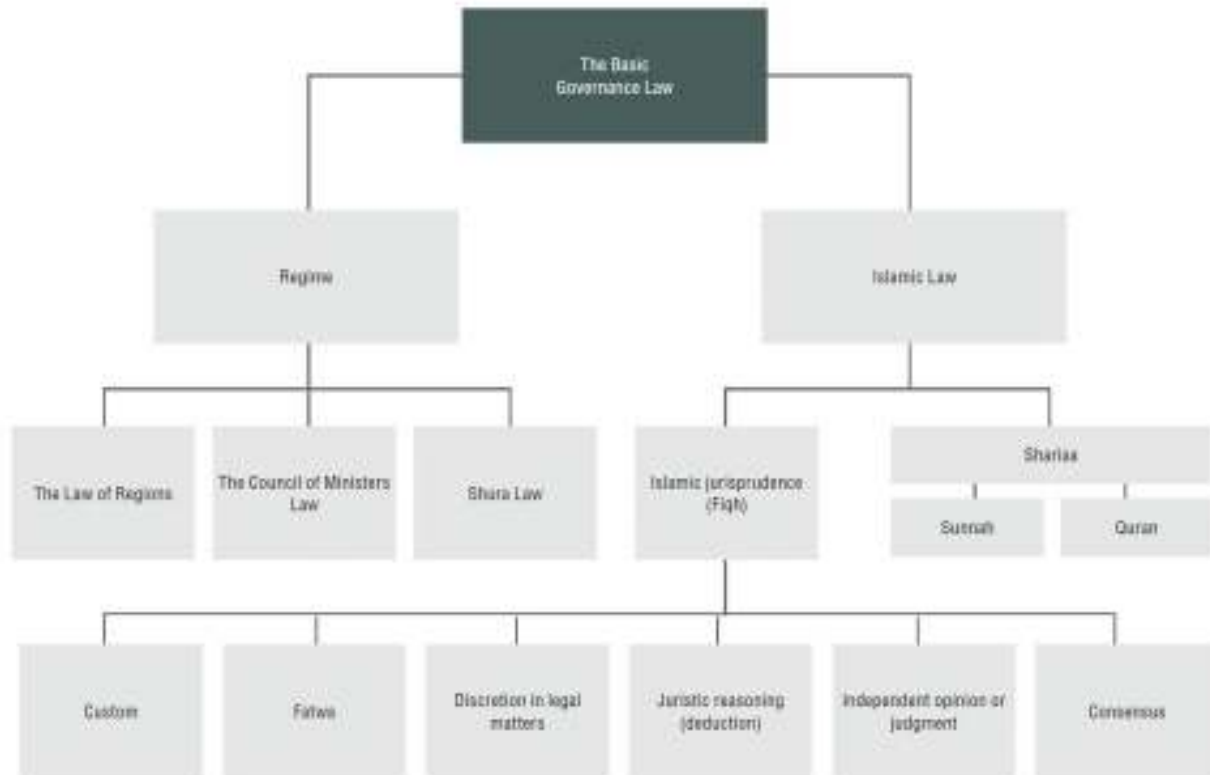 The Basic
Governance Law
Regime
Islamic Law
The Law of Regions
The Council of Ministers
Law
Shura Law
Islamic jurisprudence
(Fiqh)
Shariaa
Sunnah
Quran
Custom
Fatwa
Discretion in legal
matters
Juristic reasoning
(deduction)
Independent opinion or
judgment
Consensus